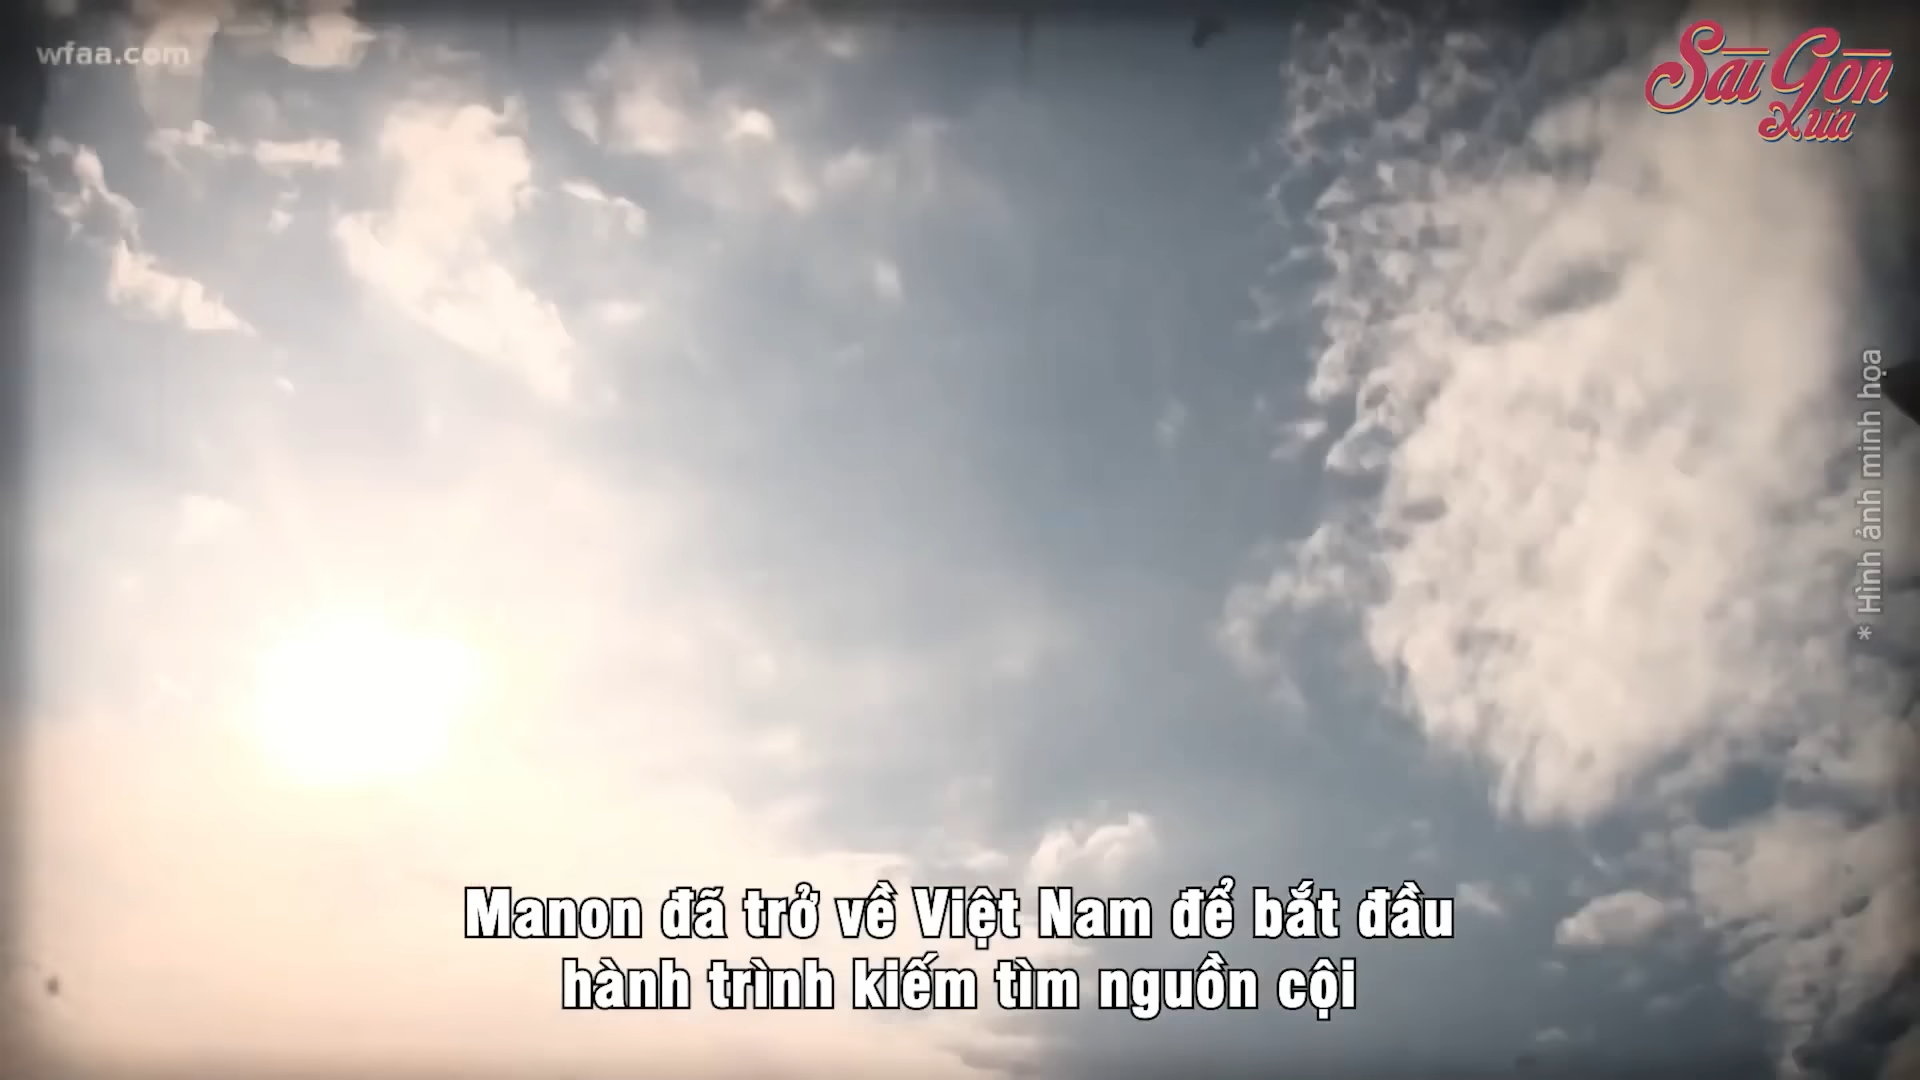 wfaa.com
Sài Gòn
Xưa
* Hình ảnh minh họa
Manon đã trở về Việt Nam để bắt đầu
hành trình kiếm tìm nguồn cội